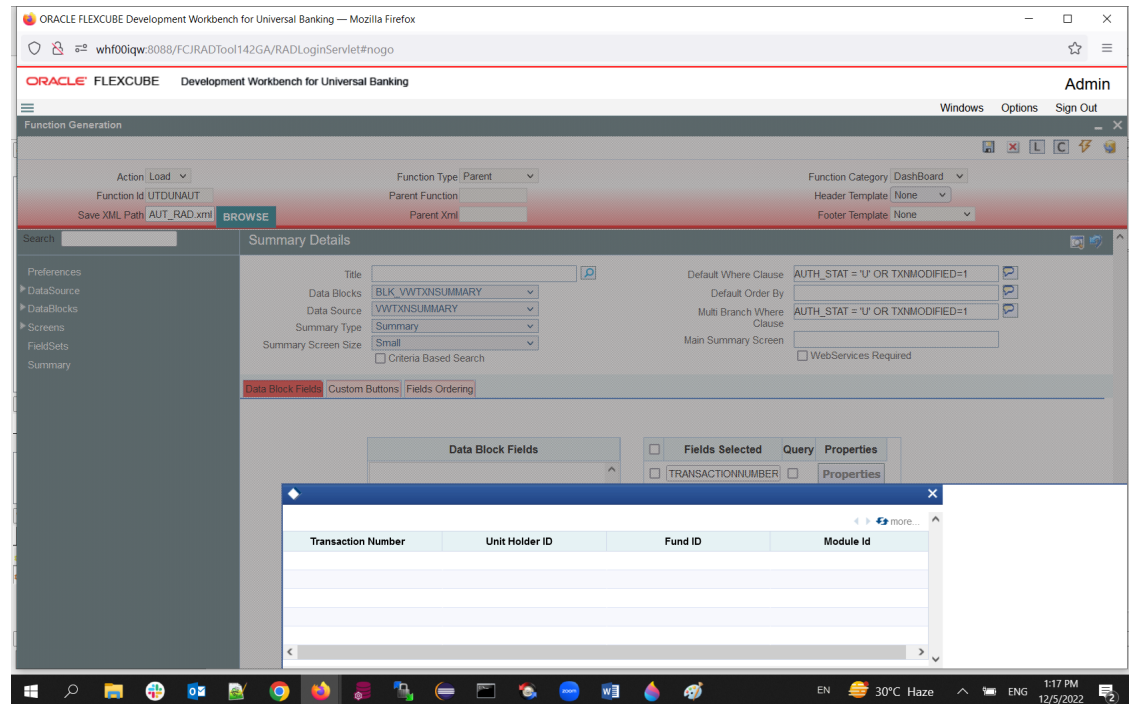 ORACLE FLEXCUBE Development Workbench for Universal Banking — Mozilla Firefox
whf00iqw:8088/FCJRADTool142GA/RADLoginServlet#nogo
ORACLE FLEXCUBE Development Workbench for Universal Banking
Admin
Windows Options Sign Out
Function Generation
L C
Action Load Function Type Parent Function Category DashBoard
Function Id UTDUNAUT Parent Function Header Template None
Save XML Path AUT_RAD.xml BROWSE Parent Xml Footer Template None
Search Summary Details
Preferences
DataSource
DataBlocks
Screens
FieldSets
Summary
Title Default Where Clause AUTH_STAT = 'U' OR TXNMODIFIED=1
Data Blocks BLK_VWTXNSUMMARY Default Order By
Data Source VWTXNSUMMARY Multi Branch Where Clause AUTH_STAT = 'U' OR TXNMODIFIED=1
Summary Type Summary
Summary Screen Size Small Main Summary Screen
Criteria Based Search WebServices Required
Data Block Fields Custom Buttons Fields Ordering
Data Block Fields Fields Selected Query Properties
TRANSACTIONNUMBER Properties
more...
Transaction Number Unit Holder ID Fund ID Module Id
EN 30°C Haze ENG 1:17 PM
12/5/2022 2